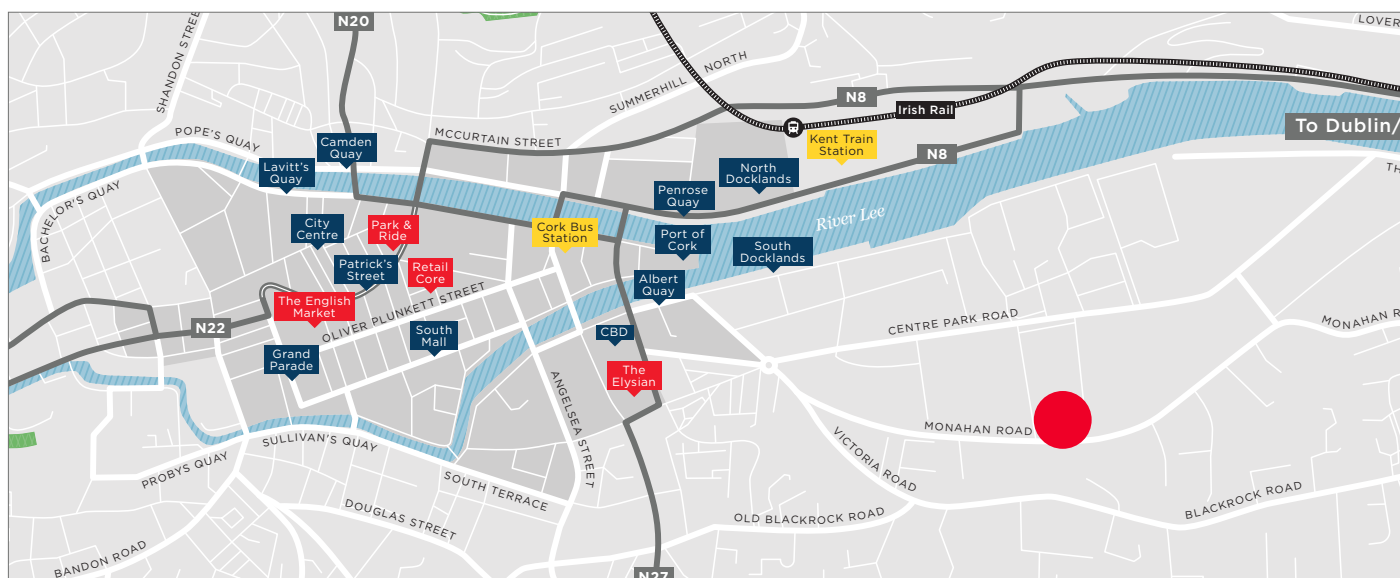 N20
LOVER
SHANDON STREE
SUMMERHILL NORTH
N8
Irish Rail
To Dublin/
POPE'S QUAY
Camden
Quay
MCCURTAIN STREET
Kent Train
Station
N8
TH
Lavitt's
Quay
North
Docklands
Penrose
Quay
BACHELOR'S QUAY
City
Centre
Park &
Ride
Cork Bus
Station
Port of
Cork
River Lee
South
Docklands
Patrick's
Street
Retail
Core
Albert
Quay
The English
Market
OLIVER PLUNKETT STREET
N22
South
Mall
CBD
CENTRE PARK ROAD
MONAHAN R
Grand
Parade
The
Elysian
ANGELSEA STREET
MONAHAN ROAD
SULLIVAN'S QUAY
VICTORIA ROAD
PROBYS QUAY
SOUTH TERRACE
BLACKROCK ROAD
DOUGLAS STREET
OLD BLACKROCK ROAD
BANDON ROAD
N27